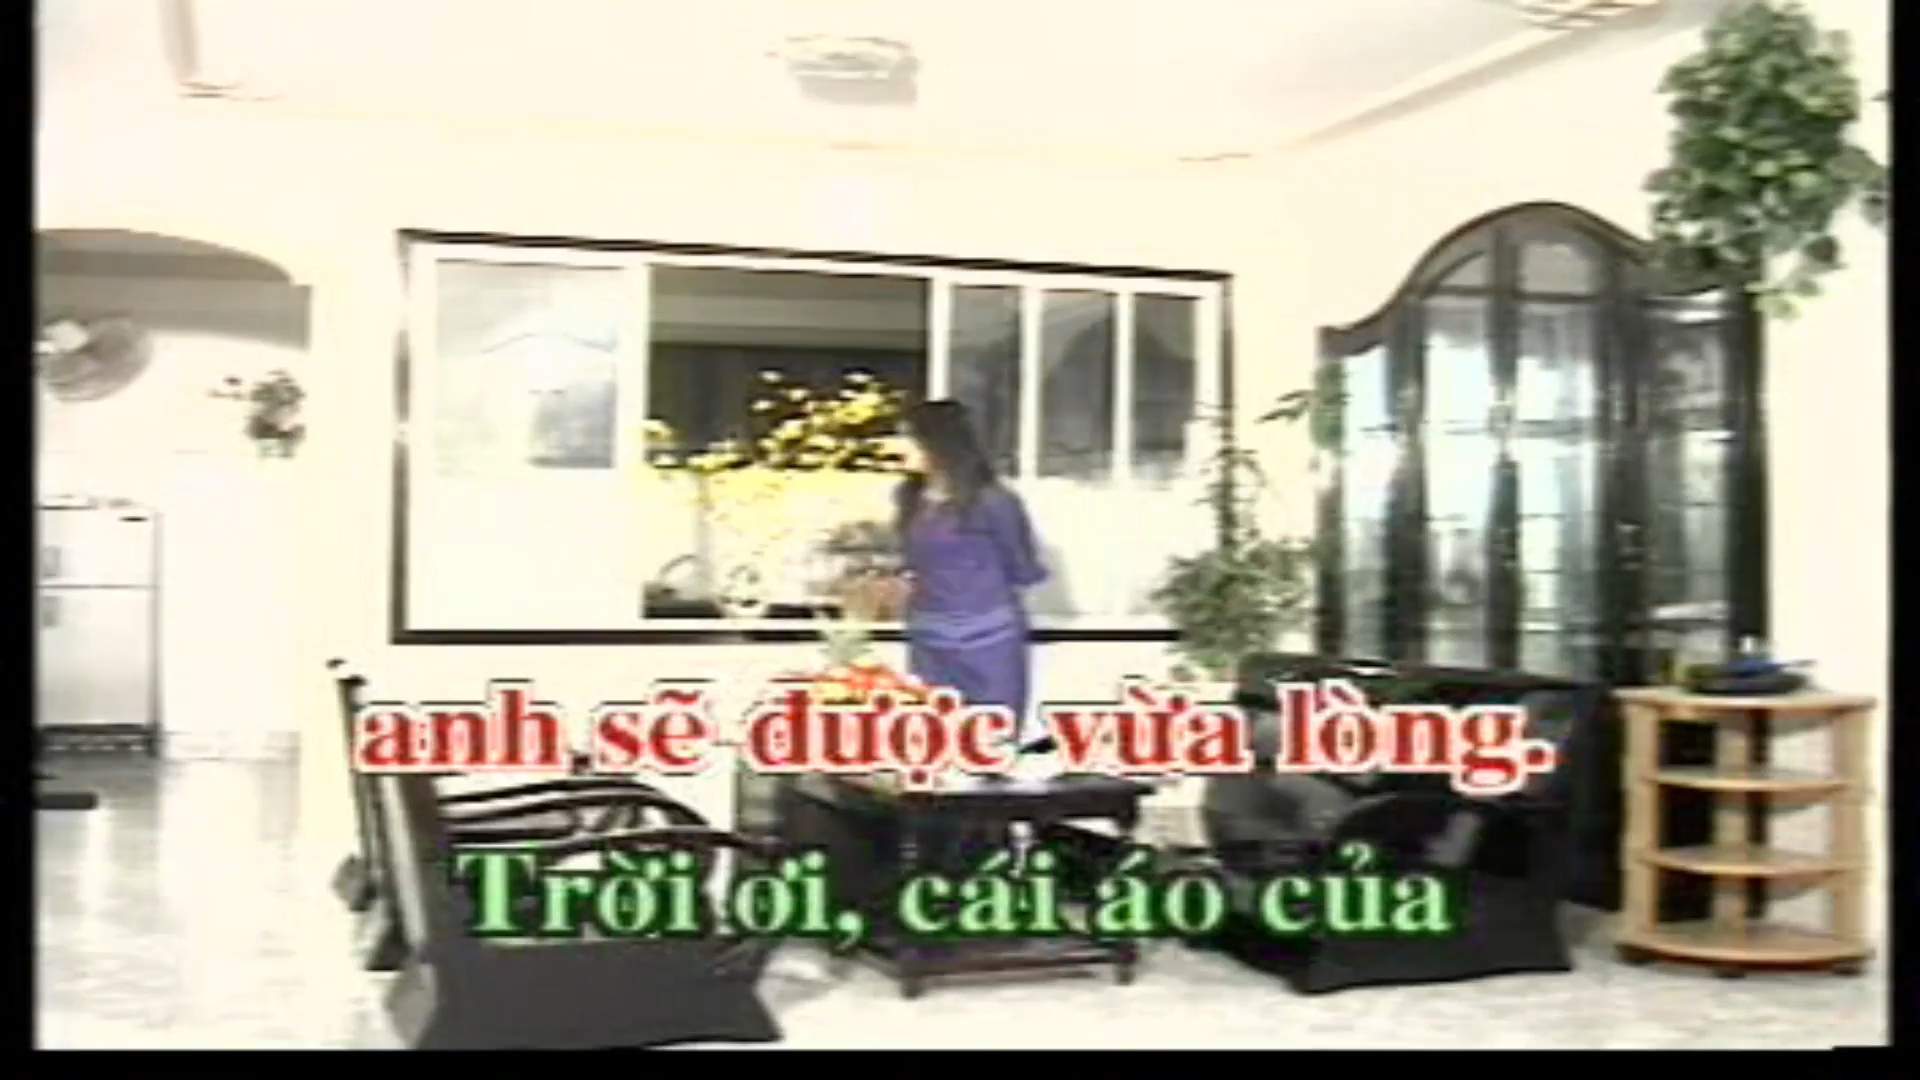 anh sẽ được vừa lòng.
Trời ơi, cái áo của